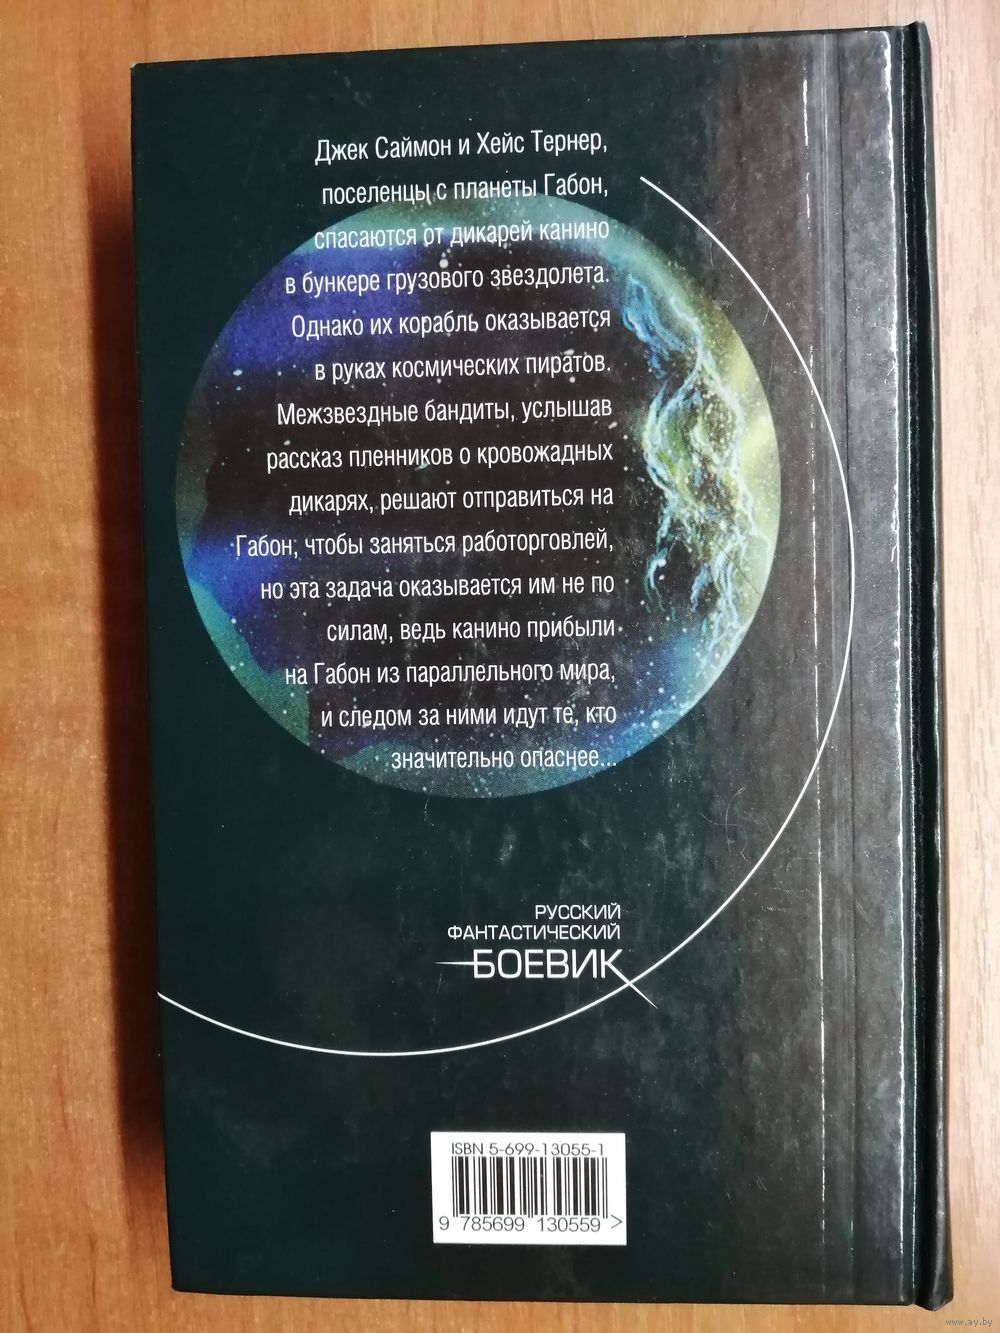 Джек Саймон и Хейс Тернер,
поселенцы с планеты Габон,
спасаются от дикарей канино
в бункере грузового звездолета.
Однако их корабль оказывается
в руках космических пиратов.
Межзвездные бандиты, услышав
рассказ пленников о кровожадных
дикарях, решают отправиться на
Габон, чтобы заняться работорговлей,
но эта задача оказывается им не по
силам, ведь канино прибыли
на Габон из параллельного мира,
и следом за ними идут те, кто
значительно опаснее...
РУССКИЙ
ФАНТАСТИЧЕСКИЙ
БОЕВИК
ISBN 5-699-13055-1
9 785699 130559 >
www.ay.by